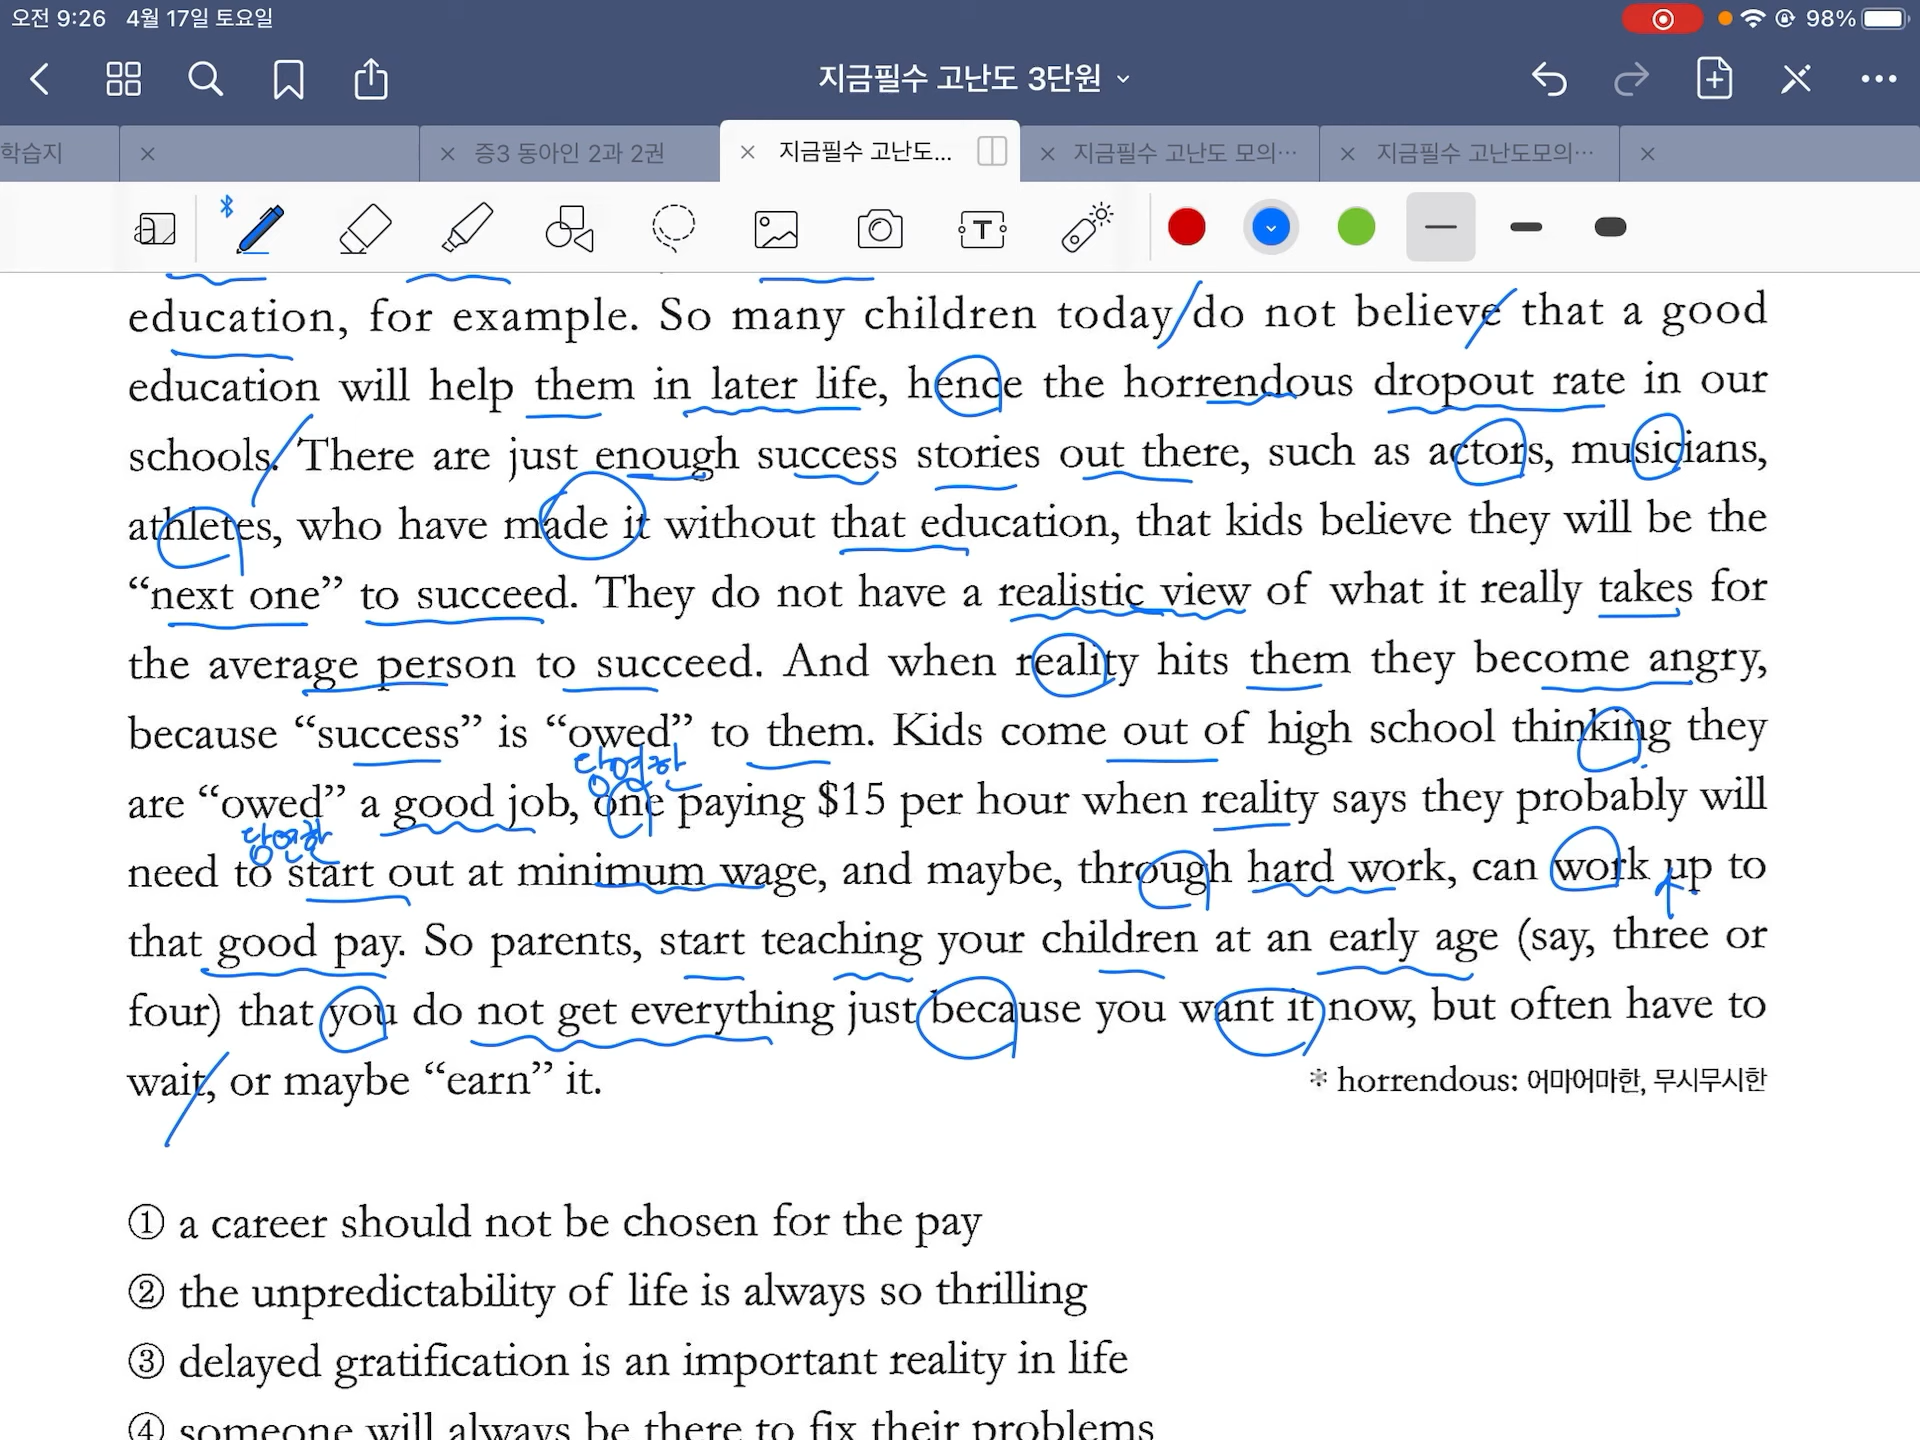 오전 9:26 4월 17일 토요일
98%
지금필수 고난도 3단원
학습지
중3 동아인 2과 2권
지금필수 고난도...
지금필수 고난도 모의...
지금필수 고난도모의...
education, for example. So many children today do not believe that a good
education will help them in later life, hence the horrendous dropout rate in our
schools. There are just enough success stories out there, such as actors, musicians,
athletes, who have made it without that education, that kids believe they will be the
“next one” to succeed. They do not have a realistic view of what it really takes for
the average person to succeed. And when reality hits them they become angry,
because “success” is “owed” to them. Kids come out of high school thinking they
당연한
are “owed” a good job, one paying $15 per hour when reality says they probably will
당연한
need to start out at minimum wage, and maybe, through hard work, can work up to
that good pay. So parents, start teaching your children at an early age (say, three or
four) that you do not get everything just because you want it now, but often have to
wait, or maybe “earn” it.
* horrendous: 어마어마한, 무시무시한
① a career should not be chosen for the pay
② the unpredictability of life is always so thrilling
③ delayed gratification is an important reality in life
④ someone will always be there to fix their problems